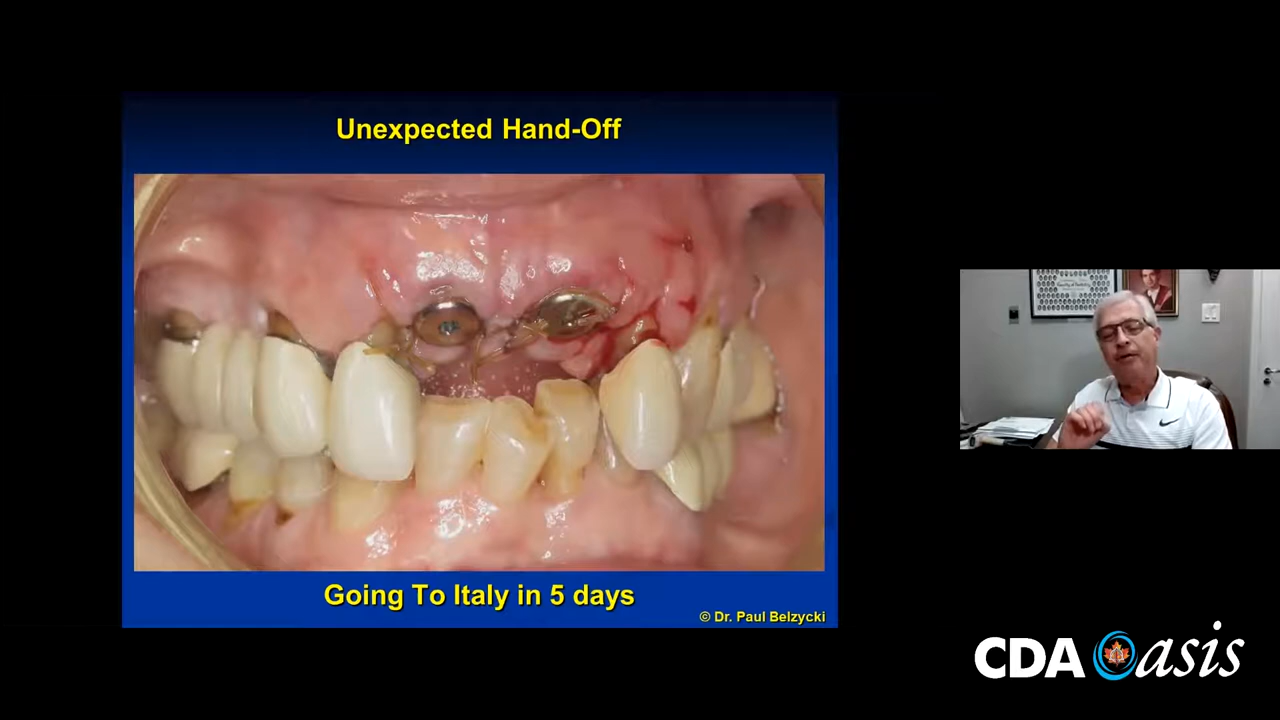 Unexpected Hand-Off
Going To Italy in 5 days
© Dr. Paul Belzycki
CDA Oasis